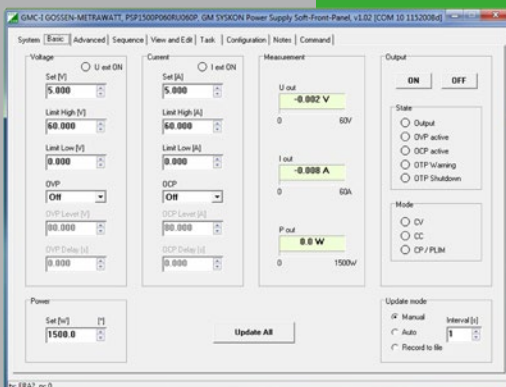 GMC-I GOSSEN-METRAWATT, PSP1500P060RU060P, GM SYSKON Power Supply Soft-Front-Panel, v1.02 [COM 10 1152008d]
System Basic Advanced Sequence View and Edit Task Configuration Notes Command
Voltage
U ext ON
Set [V]
5.000
Limit High [V]
60.000
Limit Low [V]
0.000
OVP
Off
OVP Level [V]
80.000
OVP Delay [s]
0.000
Current
I ext ON
Set [A]
5.000
Limit High [A]
60.000
Limit Low [A]
0.000
OCP
Off
OCP Level [A]
80.000
OCP Delay [s]
0.000
Measurement
U out
-0.002 V
0 60V
I out
-0.008 A
0 60A
P out
0.0 W
0 1500W
Output
ON OFF
State
Output
OVP active
OCP active
OTP Warning
OTP Shutdown
Mode
CV
CC
CP / PLIM
Power
Set [W] [*]
1500.0
Update All
Update mode
Manual Interval [s]
Auto 1
Record to file